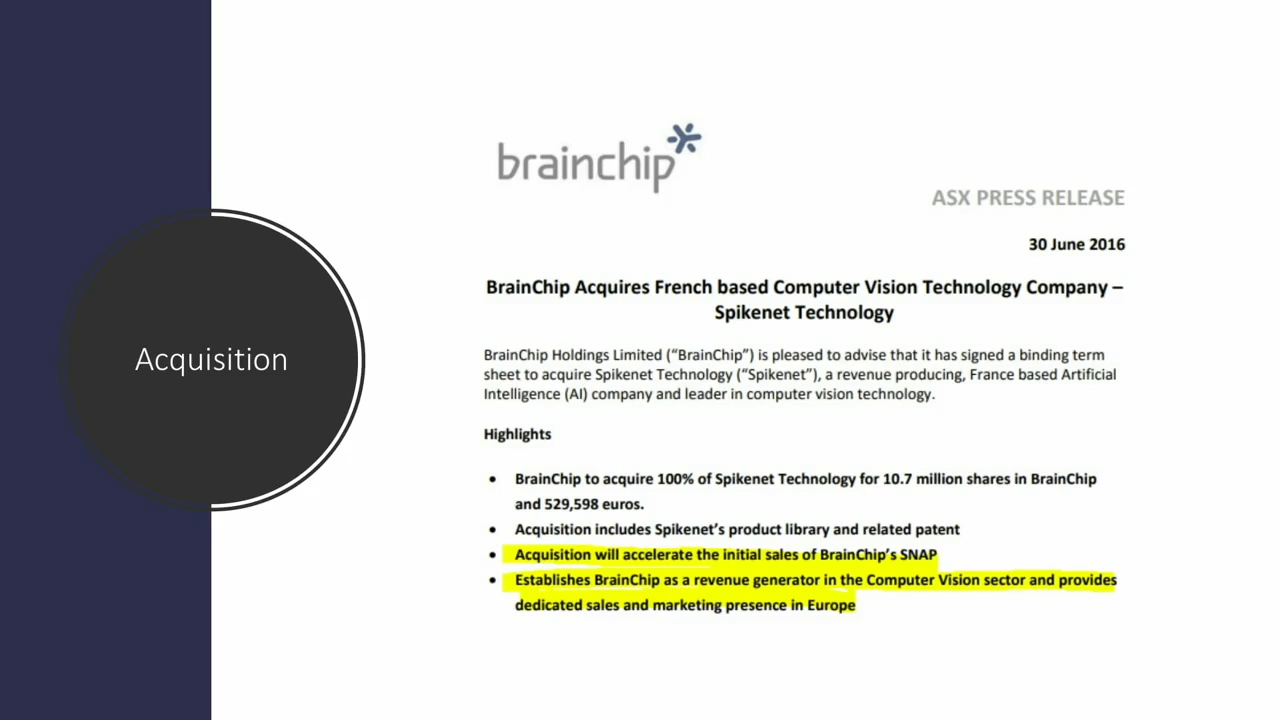 Acquisition
brainchip
ASX PRESS RELEASE
30 June 2016
BrainChip Acquires French based Computer Vision Technology Company –
Spikenet Technology
BrainChip Holdings Limited (“BrainChip”) is pleased to advise that it has signed a binding term
sheet to acquire Spikenet Technology (“Spikenet”), a revenue producing, France based Artificial
Intelligence (AI) company and leader in computer vision technology.
Highlights
• BrainChip to acquire 100% of Spikenet Technology for 10.7 million shares in BrainChip
and 529,598 euros.
• Acquisition includes Spikenet’s product library and related patent
• Acquisition will accelerate the initial sales of BrainChip’s SNAP
• Establishes BrainChip as a revenue generator in the Computer Vision sector and provides
dedicated sales and marketing presence in Europe